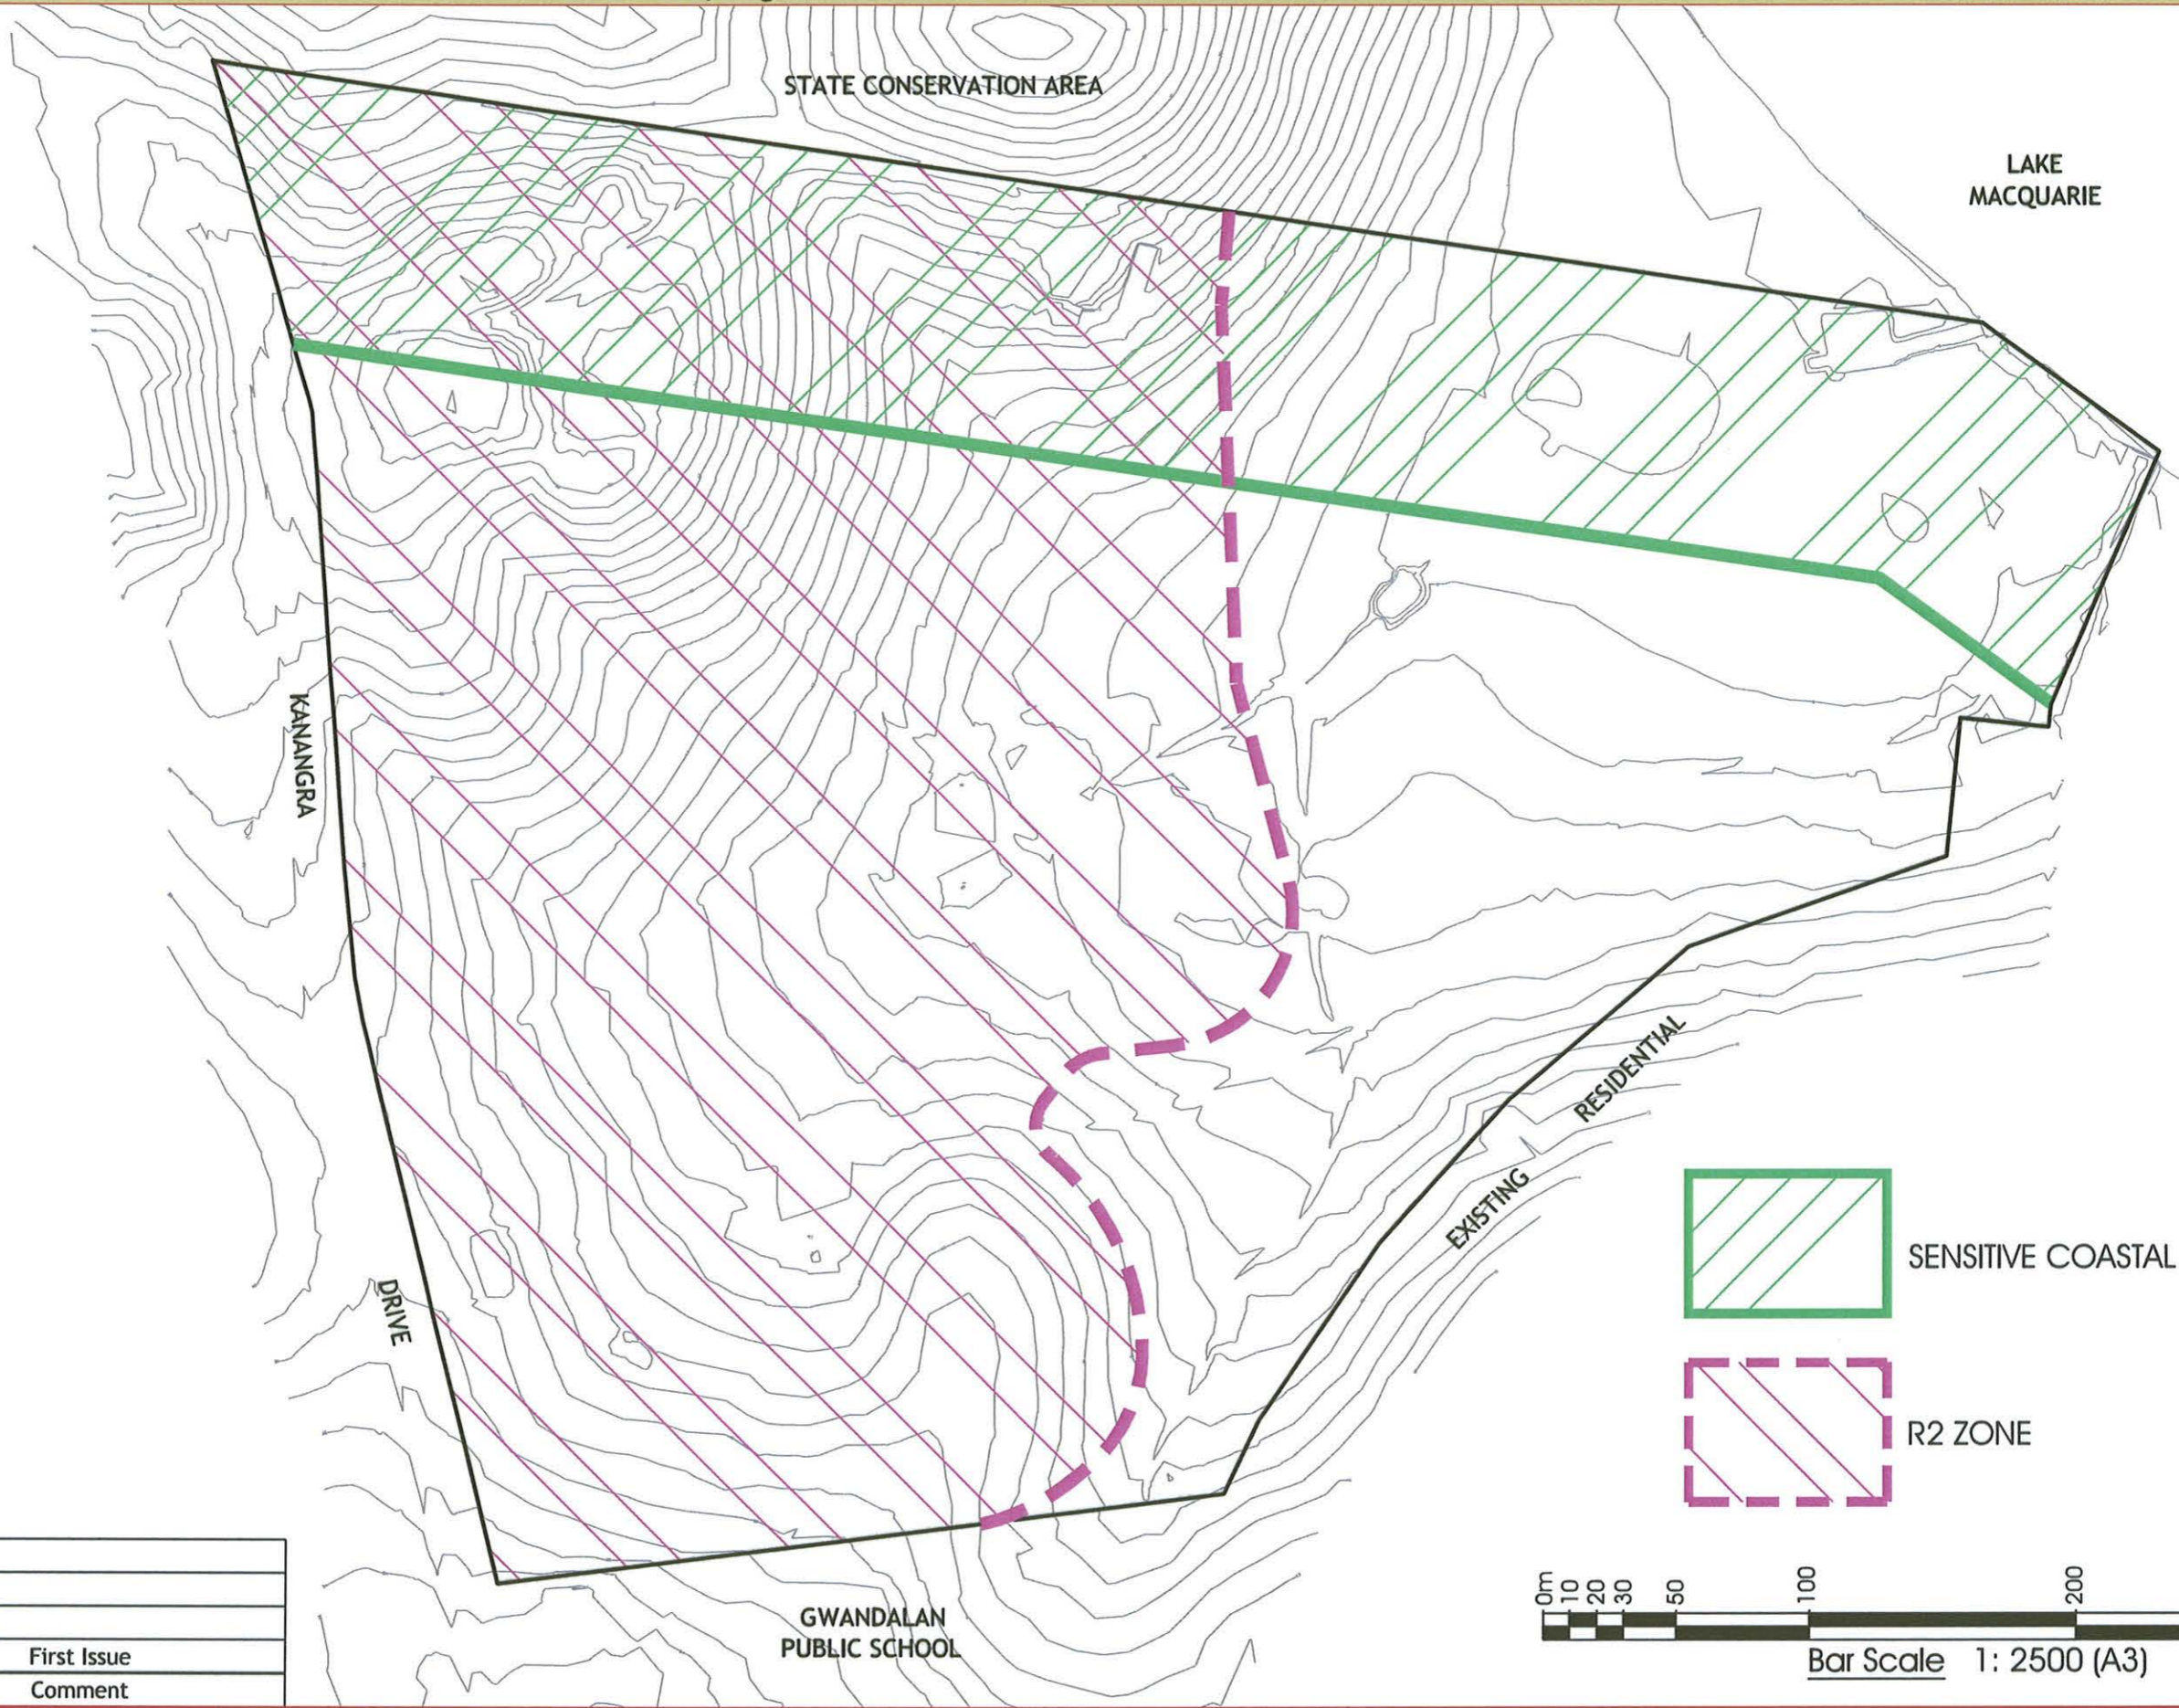 STATE CONSERVATION AREA
LAKE
MACQUARIE
KANANGRA
DRIVE
EXISTING
RESIDENTIAL
SENSITIVE COASTAL
R2 ZONE
0m 10 20 30 50 100 200
Bar Scale 1: 2500 (A3)
GWANDALAN
PUBLIC SCHOOL
First Issue
Comment